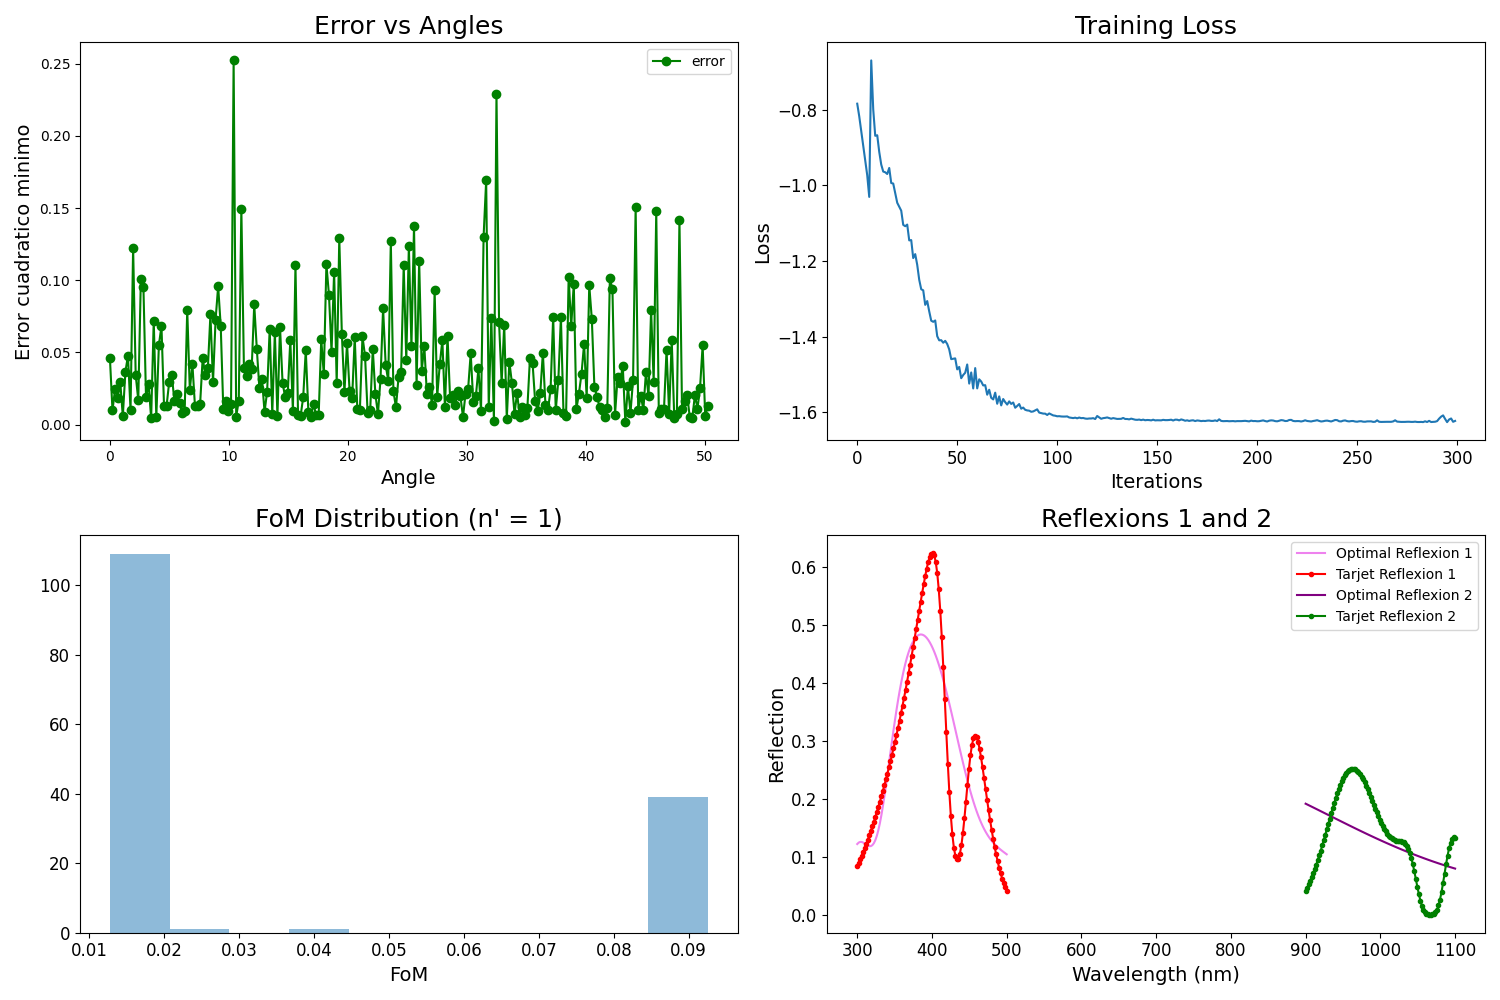 Error vs Angles
error
Error cuadratico minimo
0.25
0.20
0.15
0.10
0.05
0.00
0 10 20 30 40 50
Angle
Training Loss
Loss
−0.8
−1.0
−1.2
−1.4
−1.6
0 50 100 150 200 250 300
Iterations
FoM Distribution (n' = 1)
100
80
60
40
20
0
0.01 0.02 0.03 0.04 0.05 0.06 0.07 0.08 0.09
FoM
Reflexions 1 and 2
Optimal Reflexion 1
Tarjet Reflexion 1
Optimal Reflexion 2
Tarjet Reflexion 2
Reflection
0.6
0.5
0.4
0.3
0.2
0.1
0.0
300 400 500 600 700 800 900 1000 1100
Wavelength (nm)